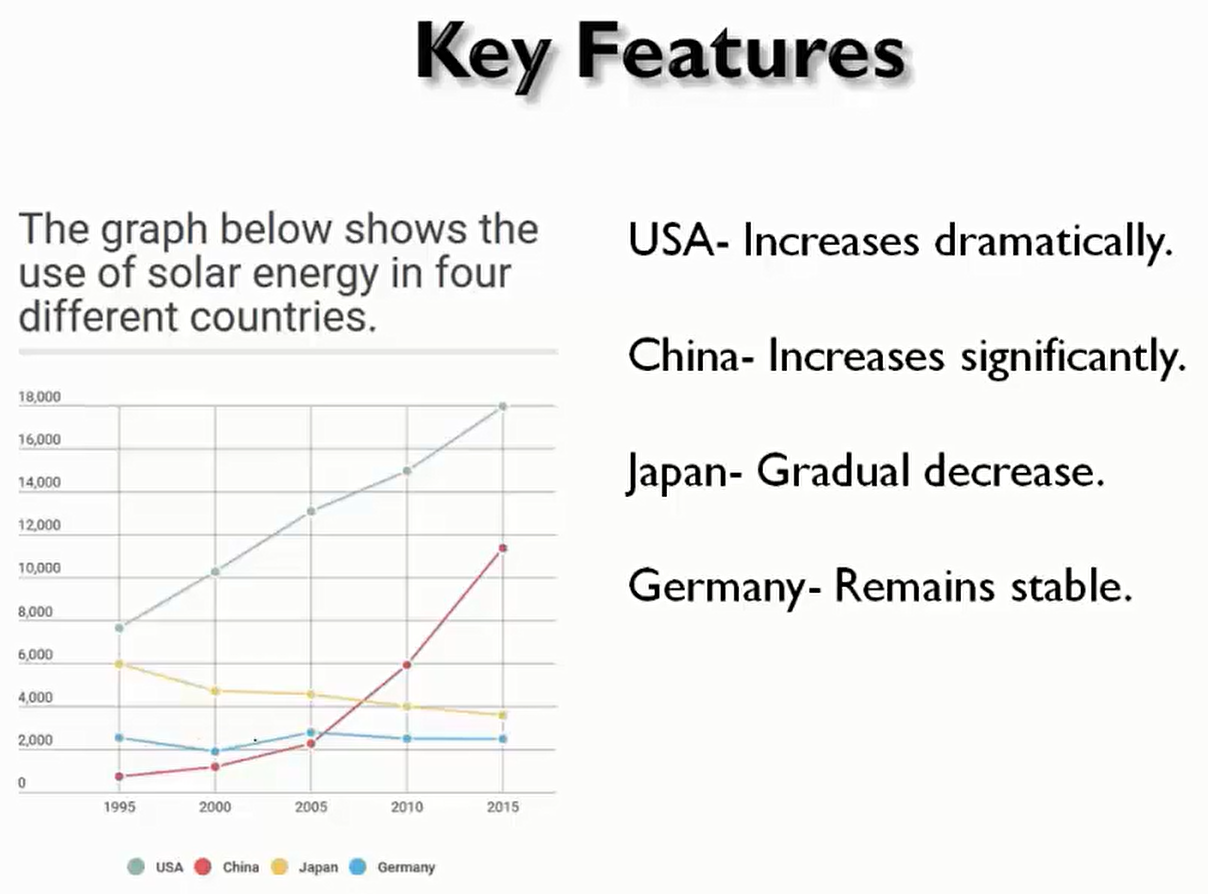 Key Features
The graph below shows the
use of solar energy in four
different countries.
USA- Increases dramatically.
China- Increases significantly.
Japan- Gradual decrease.
Germany- Remains stable.
18,000
16,000
14,000
12,000
10,000
8,000
6,000
4,000
2,000
0
1995 2000 2005 2010 2015
USA China Japan Germany